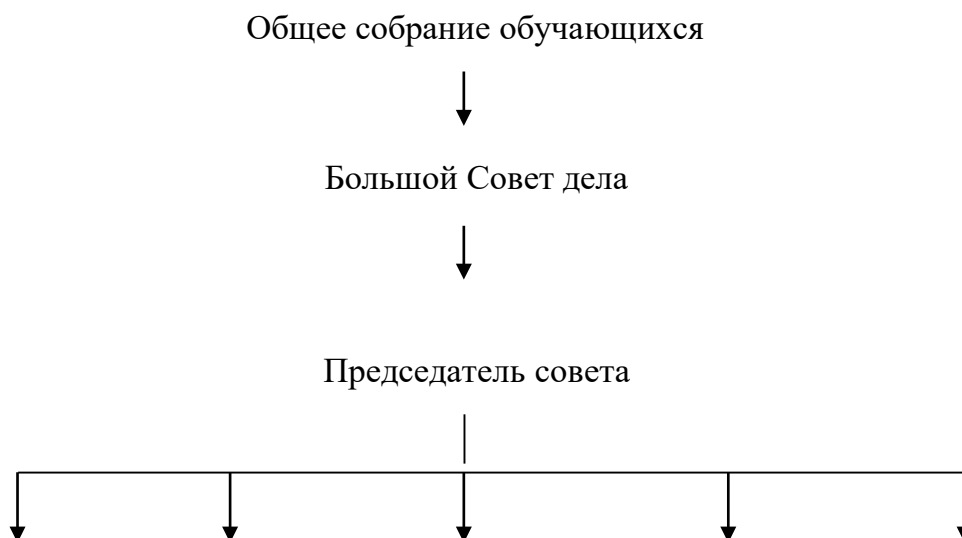 Общее собрание обучающихся
Большой Совет дела
Председатель совета